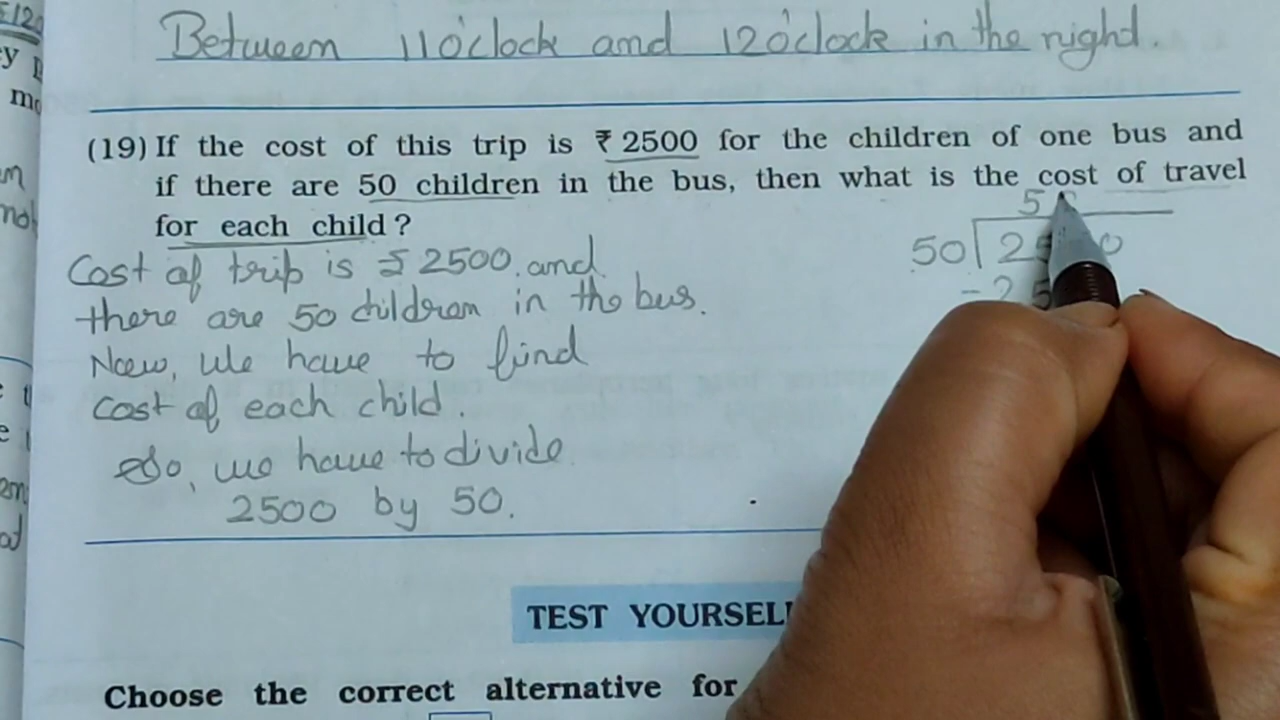 Between 11o'clock and 12o'clock in the night.
(19) If the cost of this trip is ₹ 2500 for the children of one bus and
if there are 50 children in the bus, then what is the cost of travel
for each child ?
Cost of trip is ₹ 2500. and
there are 50 children in the bus.
Now, We have to find
Cost of each child.
So, we have to divide
2500 by 50.
50
TEST YOURSELF
Choose the correct alternative for